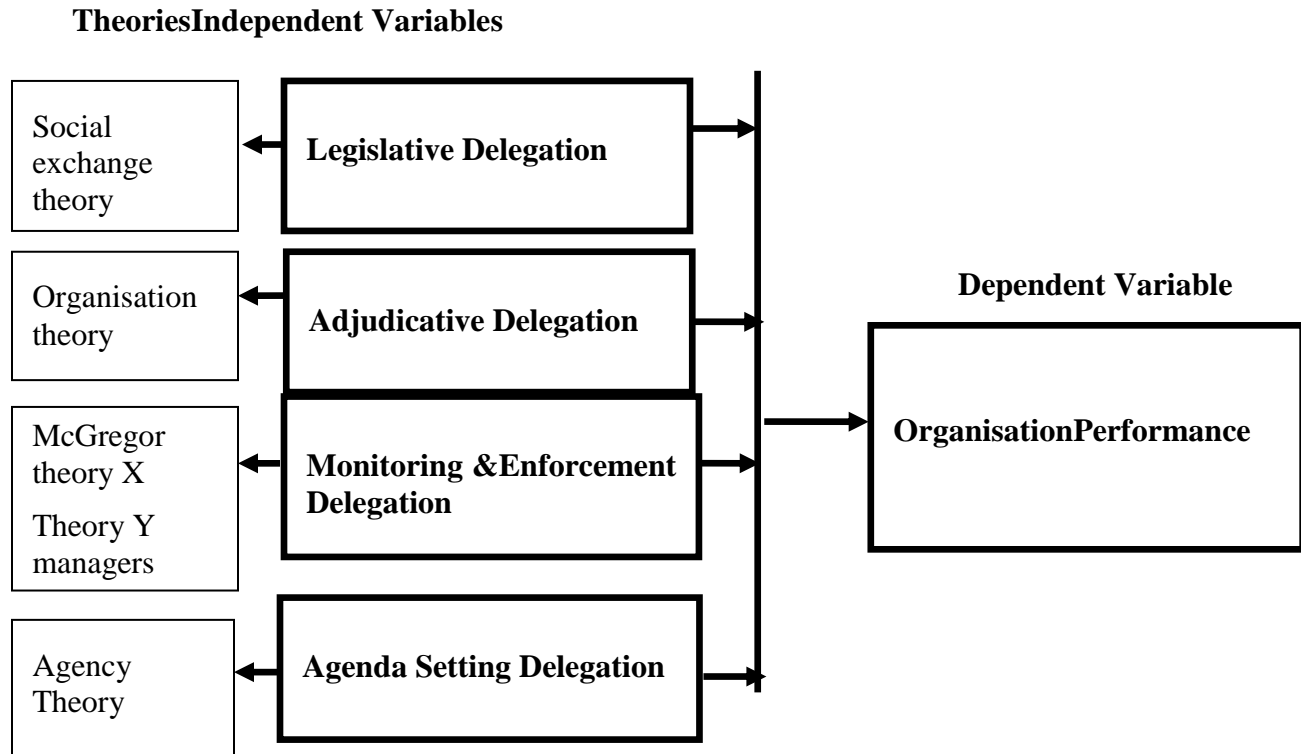 TheoriesIndependent Variables
Social
exchange
theory
Legislative Delegation
Organisation
theory
Adjudicative Delegation
McGregor
theory X
Theory Y
managers
Monitoring &Enforcement
Delegation
Agency
Theory
Agenda Setting Delegation
Dependent Variable
OrganisationPerformance